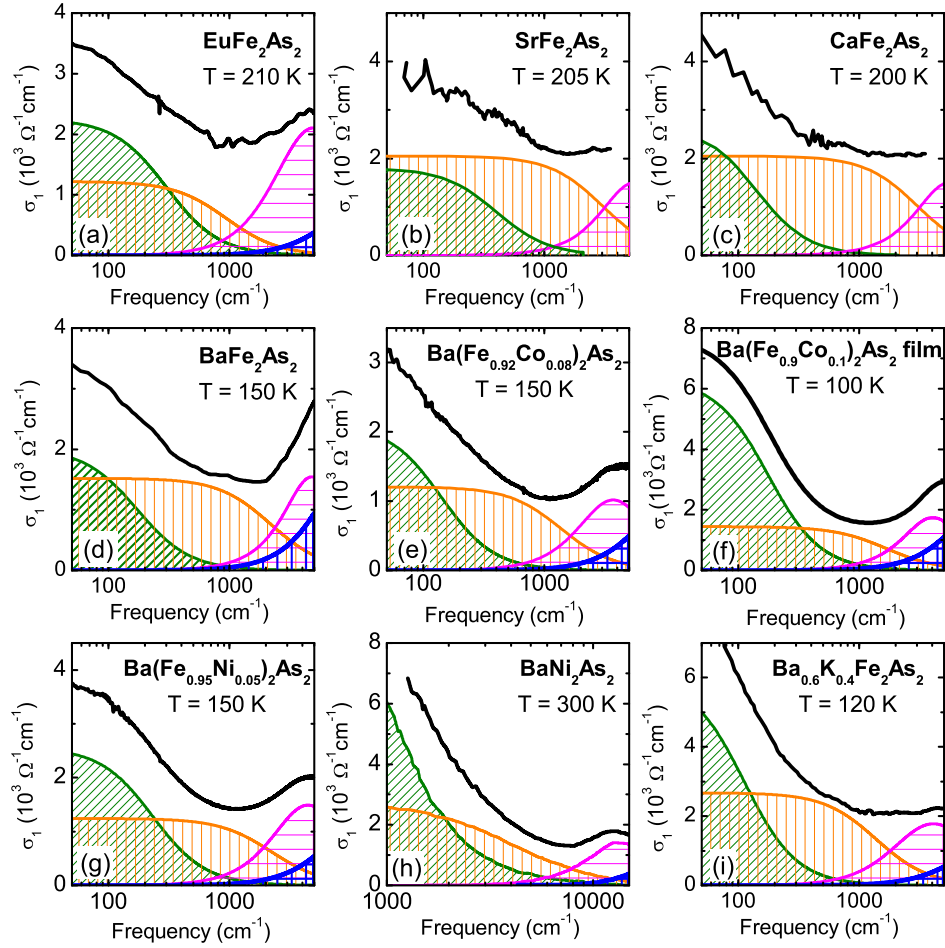 EuFe₂As₂
T = 210 K
4
3
2
1
0
σ₁ (10³ Ω⁻¹cm⁻¹)
(a)
100
1000
Frequency (cm⁻¹)
SrFe₂As₂
T = 205 K
4
2
0
σ₁ (10³ Ω⁻¹cm⁻¹)
(b)
100
1000
Frequency (cm⁻¹)
CaFe₂As₂
T = 200 K
4
2
0
σ₁ (10³ Ω⁻¹cm⁻¹)
(c)
100
1000
Frequency (cm⁻¹)
BaFe₂As₂
T = 150 K
4
2
0
σ₁ (10³ Ω⁻¹cm⁻¹)
(d)
100
1000
Frequency (cm⁻¹)
Ba(Fe₀.₉₂Co₀.₀₈)₂As₂
T = 150 K
3
2
1
0
σ₁ (10³ Ω⁻¹cm⁻¹)
(e)
100
1000
Frequency (cm⁻¹)
Ba(Fe₀.₉Co₀.₁)₂As₂ film
T = 100 K
8
6
4
2
0
σ₁ (10³Ω⁻¹cm⁻¹)
(f)
100
1000
Frequency (cm⁻¹)
Ba(Fe₀.₉₅Ni₀.₀₅)₂As₂
T = 150 K
4
2
0
σ₁ (10³ Ω⁻¹cm⁻¹)
(g)
100
1000
Frequency (cm⁻¹)
BaNi₂As₂
T = 300 K
8
6
4
2
0
σ₁ (10³ Ω⁻¹cm⁻¹)
(h)
1000
10000
Frequency (cm⁻¹)
Ba₀.₆K₀.₄Fe₂As₂
T = 120 K
6
4
2
0
σ₁ (10³ Ω⁻¹cm⁻¹)
(i)
100
1000
Frequency (cm⁻¹)